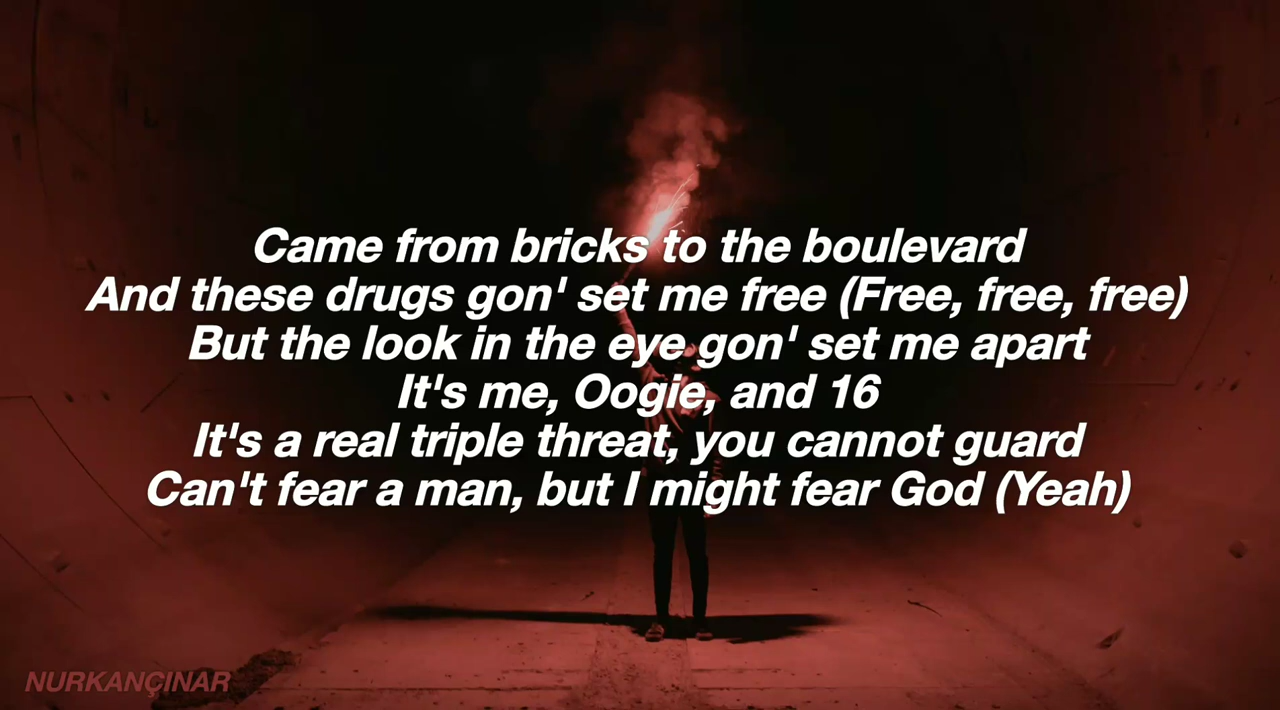 Came from bricks to the boulevard
And these drugs gon' set me free (Free, free, free)
But the look in the eye gon' set me apart
It's me, Oogie, and 16
It's a real triple threat, you cannot guard
Can't fear a man, but I might fear God (Yeah)
NURKANÇINAR